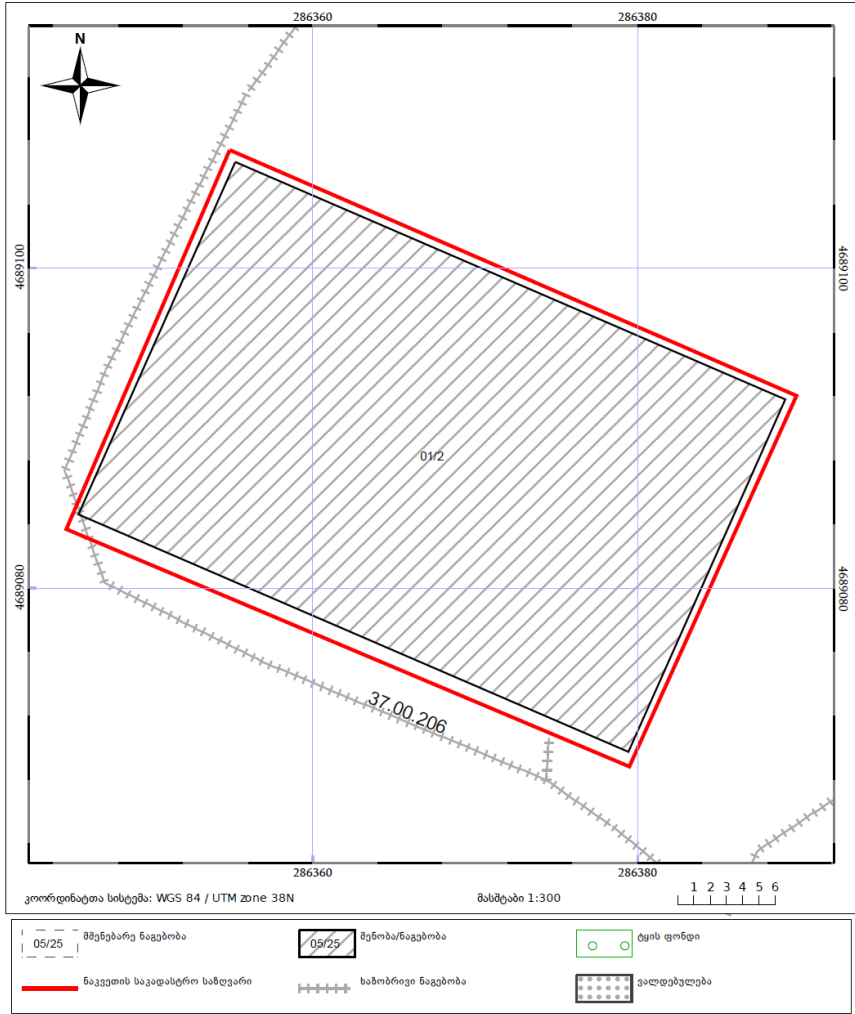 286360 286380
N
4689100 4689100
01/2
4689080 4689080
37.00.206
286360 286380
კოორდინატთა სისტემა: WGS 84 / UTM zone 38N მასშტაბი 1:300 1 2 3 4 5 6
05/25 მშენებარე ნაგებობა 05/25 შენობა/ნაგებობა ტყის ფონდი
ნაკვეთის საკადასტრო საზღვარი ხაზობრივი ნაგებობა ვალდებულება